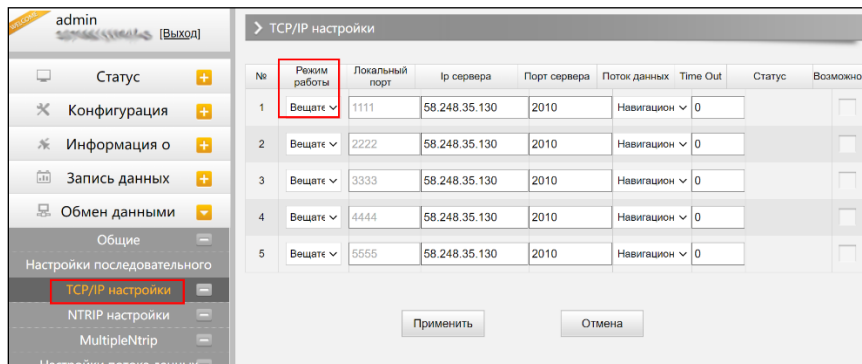 WELCOME
admin
[Выход]
TCP/IP настройки
Статус
Конфигурация
Информация о
Запись данных
Обмен данными
Общие
Настройки последовательного
TCP/IP настройки
NTRIP настройки
MultipleNtrip
Настройки потока данных
№ Режим работы Локальный порт Ip сервера Порт сервера Поток данных Time Out Статус Возможно
1 Вещате 1111 58.248.35.130 2010 Навигацион 0
2 Вещате 2222 58.248.35.130 2010 Навигацион 0
3 Вещате 3333 58.248.35.130 2010 Навигацион 0
4 Вещате 4444 58.248.35.130 2010 Навигацион 0
5 Вещате 5555 58.248.35.130 2010 Навигацион 0
Применить Отмена